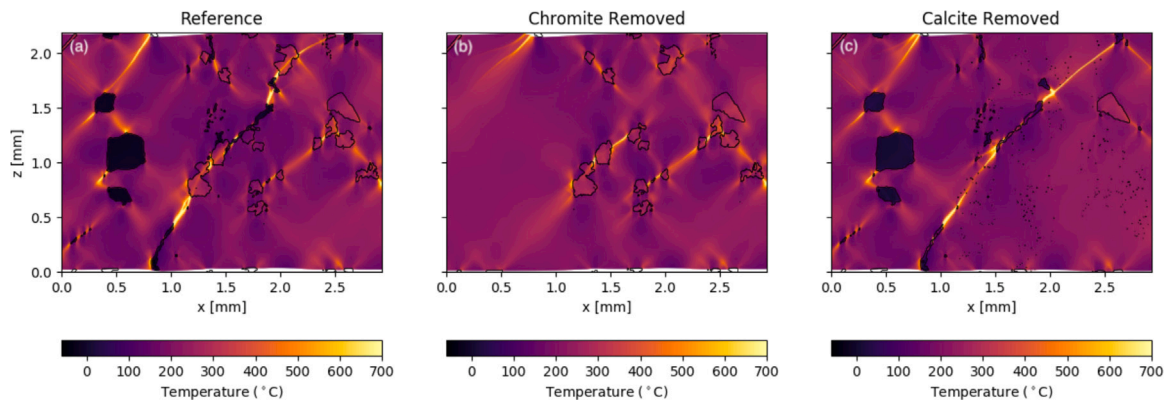 Reference
Chromite Removed
Calcite Removed
(a)
(b)
(c)
2.0
1.5
1.0
0.5
0.0
z [mm]
0.0 0.5 1.0 1.5 2.0 2.5
0.0 0.5 1.0 1.5 2.0 2.5
0.0 0.5 1.0 1.5 2.0 2.5
x [mm]
x [mm]
x [mm]
0 100 200 300 400 500 600 700
0 100 200 300 400 500 600 700
0 100 200 300 400 500 600 700
Temperature (°C)
Temperature (°C)
Temperature (°C)